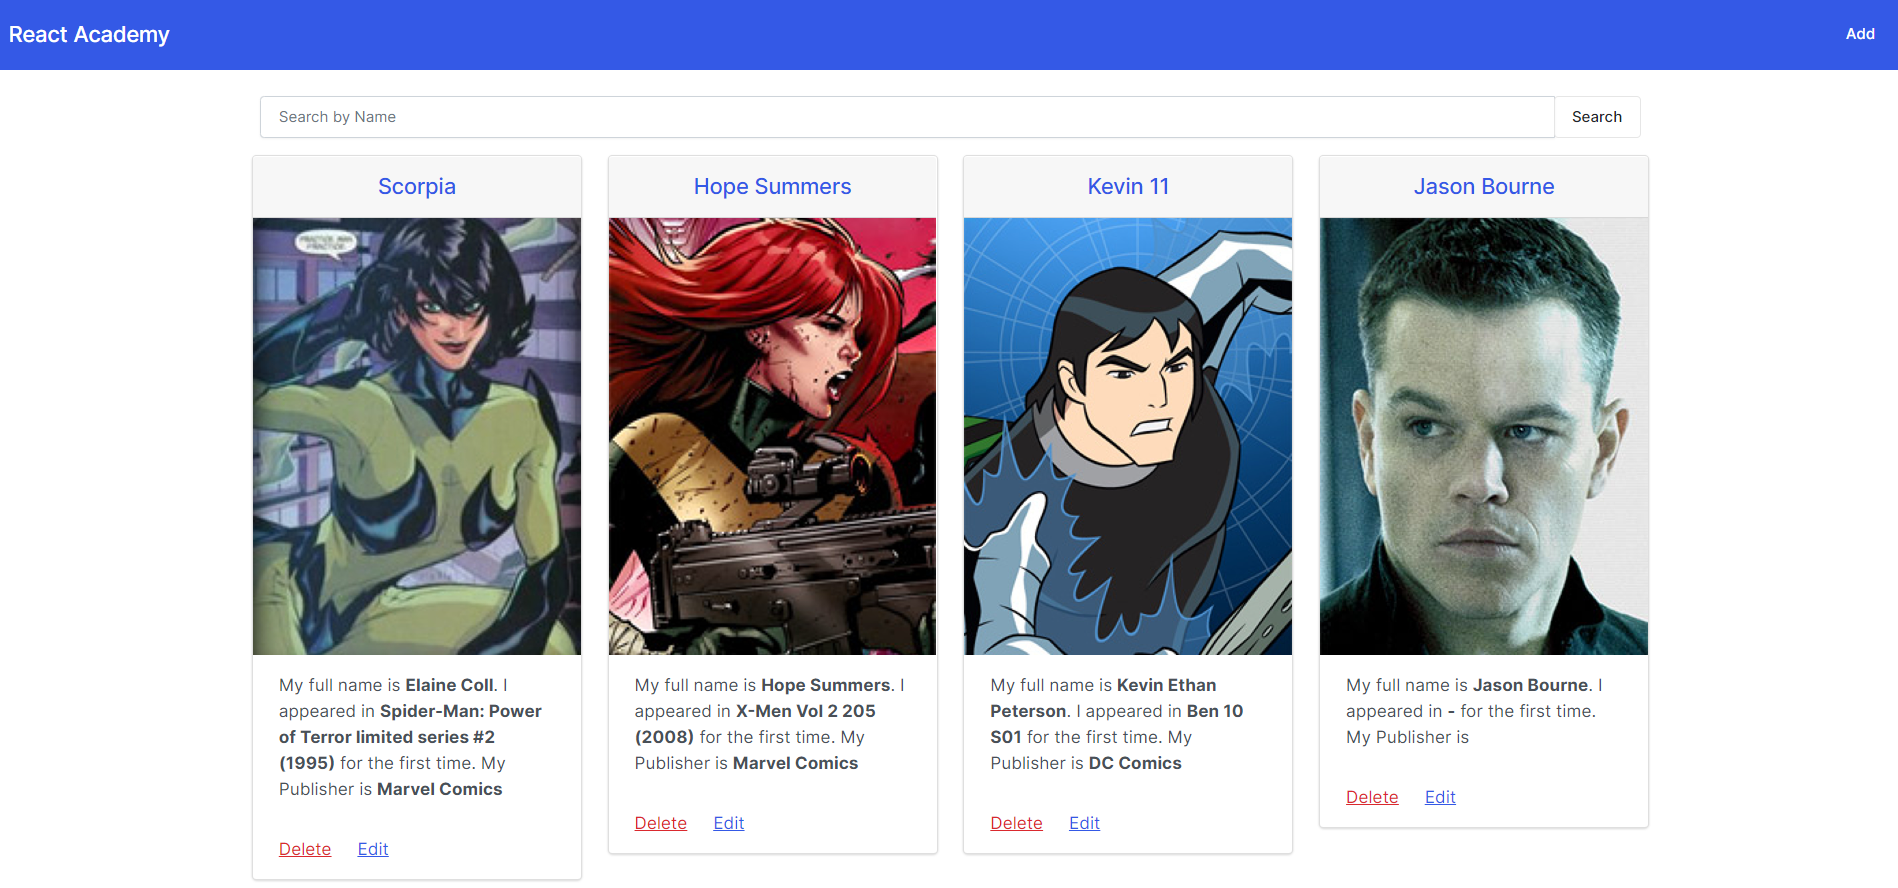 React Academy
Add
Search by Name
Search
Scorpia
PRACTICE, MAN.
PRACTICE.
My full name is Elaine Coll. I
appeared in Spider-Man: Power
of Terror limited series #2
(1995) for the first time. My
Publisher is Marvel Comics
Delete
Edit
Hope Summers
My full name is Hope Summers. I
appeared in X-Men Vol 2 205
(2008) for the first time. My
Publisher is Marvel Comics
Delete
Edit
Kevin 11
My full name is Kevin Ethan
Peterson. I appeared in Ben 10
S01 for the first time. My
Publisher is DC Comics
Delete
Edit
Jason Bourne
My full name is Jason Bourne. I
appeared in - for the first time.
My Publisher is
Delete
Edit